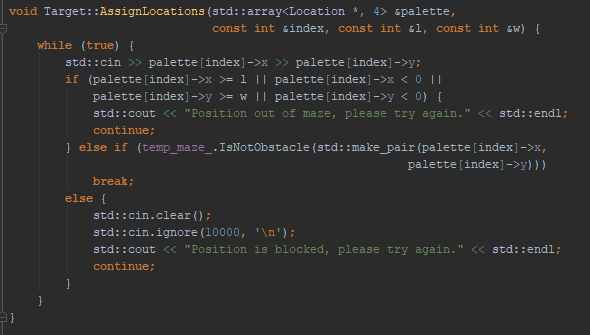 void Target::AssignLocations(std::array<Location *, 4> &palette,
                             const int &index, const int &l, const int &w) {
    while (true) {
        std::cin >> palette[index]->x >> palette[index]->y;
        if (palette[index]->x >= l || palette[index]->x < 0 ||
            palette[index]->y >= w || palette[index]->y < 0) {
            std::cout << "Position out of maze, please try again." << std::endl;
            continue;
        } else if (temp_maze_.IsNotObstacle(std::make_pair(palette[index]->x,
                                                           palette[index]->y)))
            break;
        else {
            std::cin.clear();
            std::cin.ignore(10000, '\n');
            std::cout << "Position is blocked, please try again." << std::endl;
            continue;
        }
    }
}